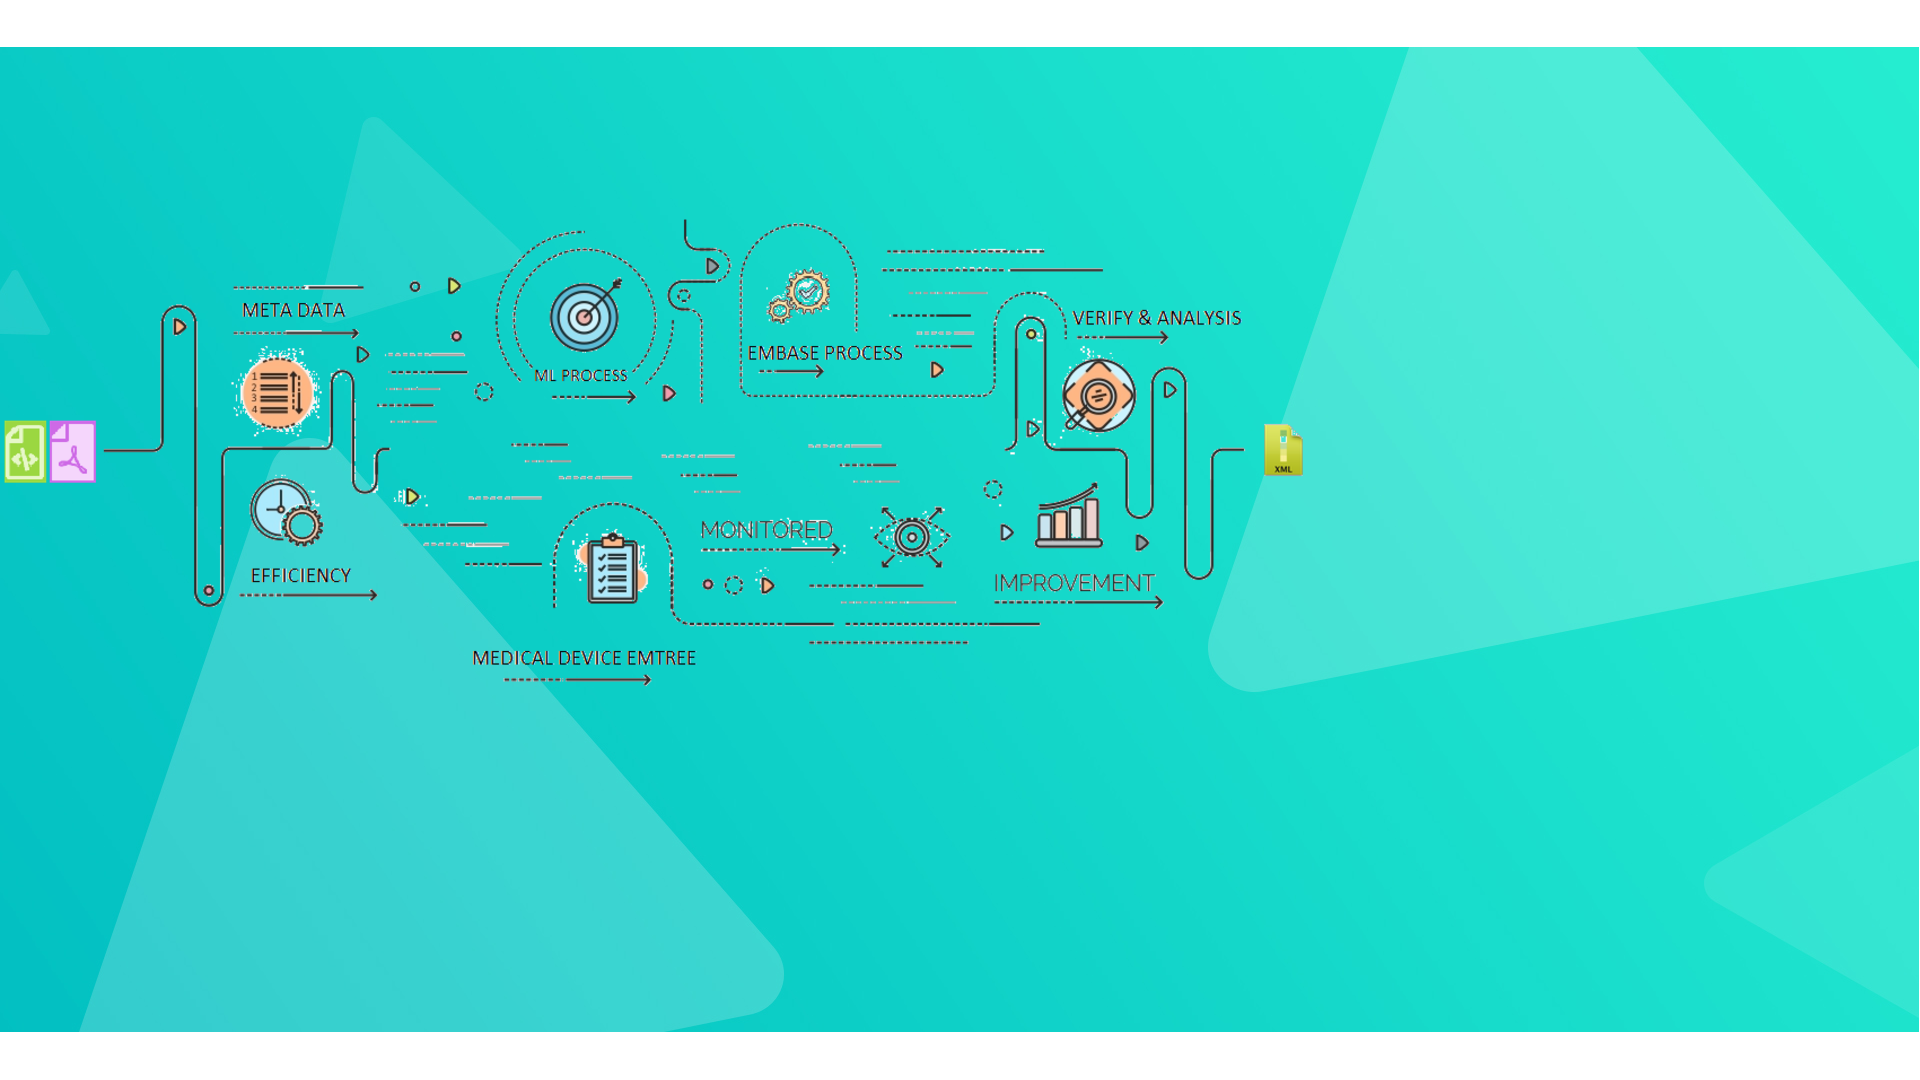 META DATA
1
2
3
4
ML PROCESS
EMBASE PROCESS
VERIFY & ANALYSIS
XML
EFFICIENCY
MONITORED
IMPROVEMENT
MEDICAL DEVICE EMTREE